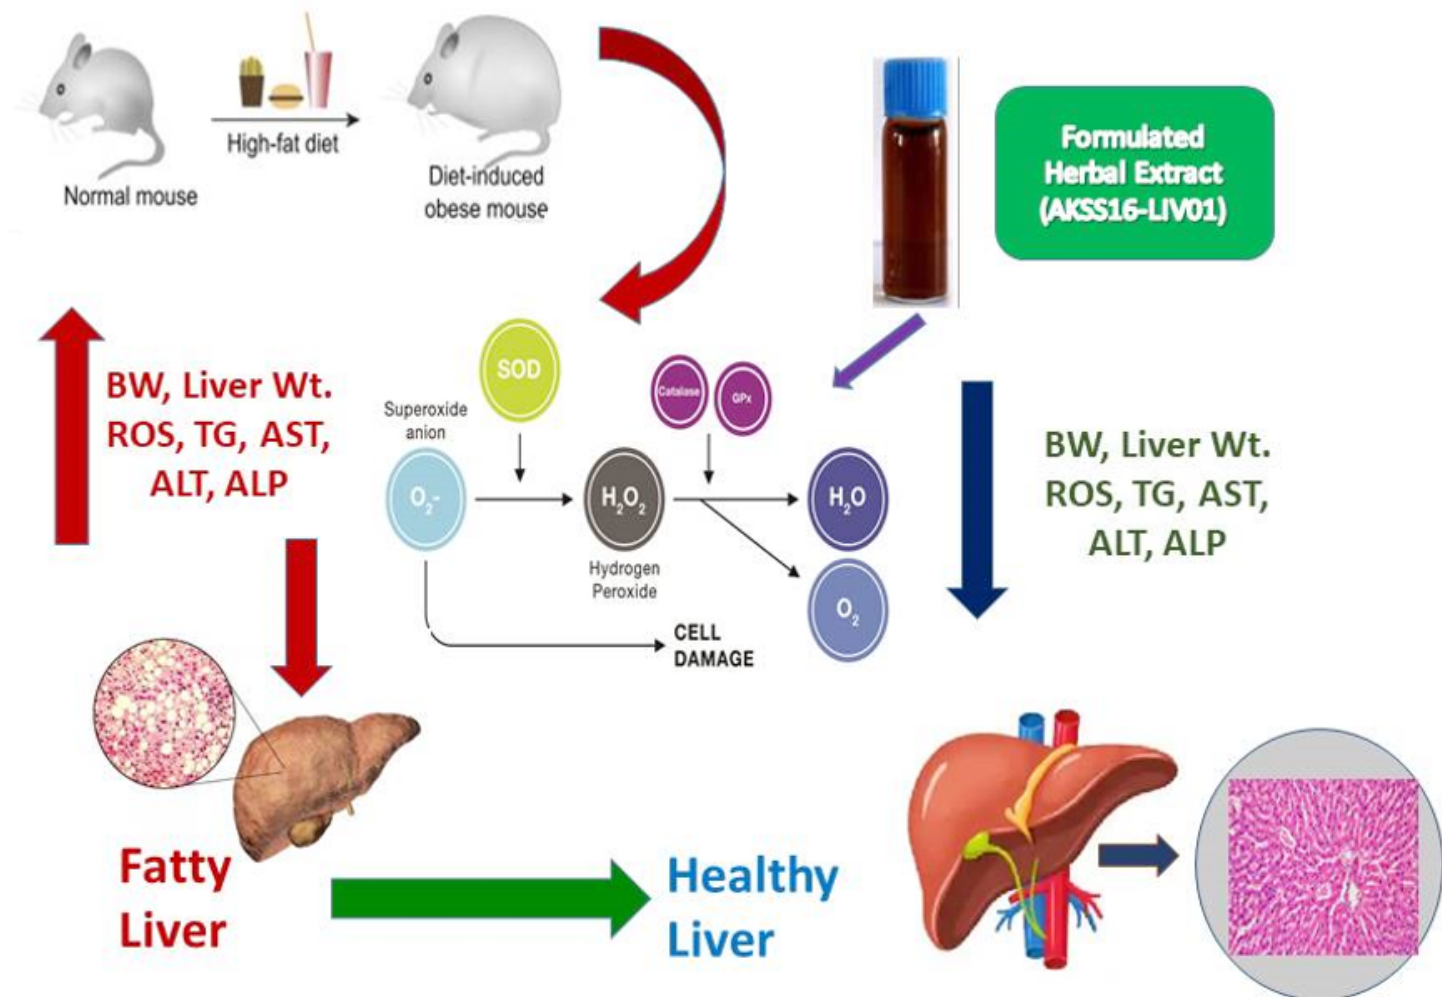 Normal mouse
High-fat diet
Diet-induced
obese mouse
Formulated
Herbal Extract
(AKSS16-LIV01)
BW, Liver Wt.
ROS, TG, AST,
ALT, ALP
SOD
Catalase
GPx
Superoxide
anion
O2-
H2O2
H2O
Hydrogen
Peroxide
O2
CELL
DAMAGE
BW, Liver Wt.
ROS, TG, AST,
ALT, ALP
Fatty
Liver
Healthy
Liver